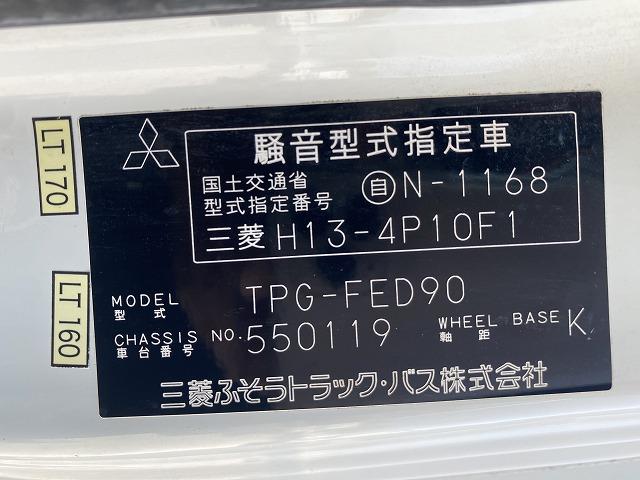 騒音型式指定車
国土交通省
型式指定番号
自 N-1168
三菱 H13-4P10F1
MODEL
型式
TPG-FED90
CHASSIS NO.
車台番号
550119
WHEEL BASE
軸距
K
三菱ふそうトラック・バス株式会社
LT 170
LT 160